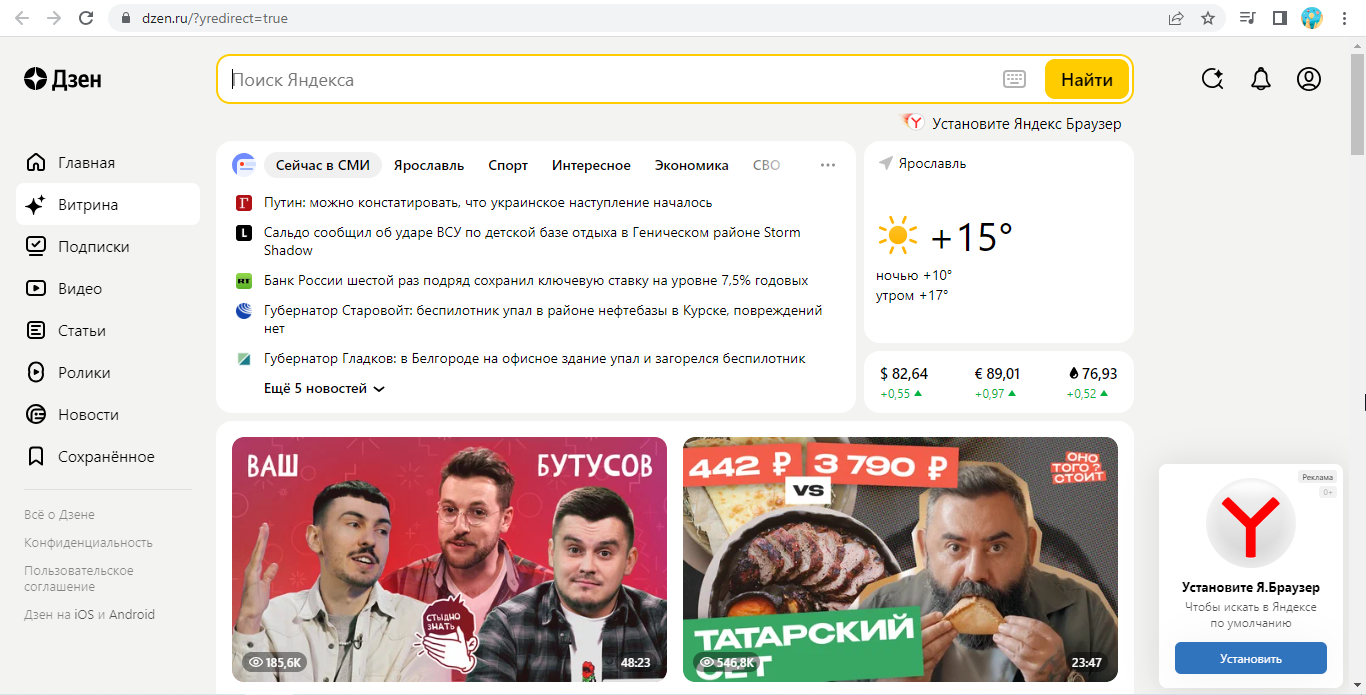 dzen.ru/?yredirect=true
Дзен
Поиск Яндекса
Найти
Установите Яндекс Браузер
Главная
Витрина
Подписки
Видео
Статьи
Ролики
Новости
Сохранённое
Всё о Дзене
Конфиденциальность
Пользовательское
соглашение
Дзен на iOS и Android
Сейчас в СМИ Ярославль Спорт Интересное Экономика СВО
Г Путин: можно констатировать, что украинское наступление началось
L Сальдо сообщил об ударе ВСУ по детской базе отдыха в Геническом районе Storm
Shadow
RT Банк России шестой раз подряд сохранил ключевую ставку на уровне 7,5% годовых
Губернатор Старовойт: беспилотник упал в районе нефтебазы в Курске, повреждений
нет
Губернатор Гладков: в Белгороде на офисное здание упал и загорелся беспилотник
Ещё 5 новостей
Ярославль
+15°
ночью +10°
утром +17°
$ 82,64 € 89,01 76,93
+0,55 +0,97 +0,52
ВАШ БУТУСОВ
СТЫДНО
ЗНАТЬ
185,6K
48:23
442 ₽ 3 790 ₽
VS
ОНО
ТОГО?
СТОИТ
ТАТАРСКИЙ
СЕТ
546,8K
23:47
Реклама
0+
Y
Установите Я.Браузер
Чтобы искать в Яндексе
по умолчанию
Установить